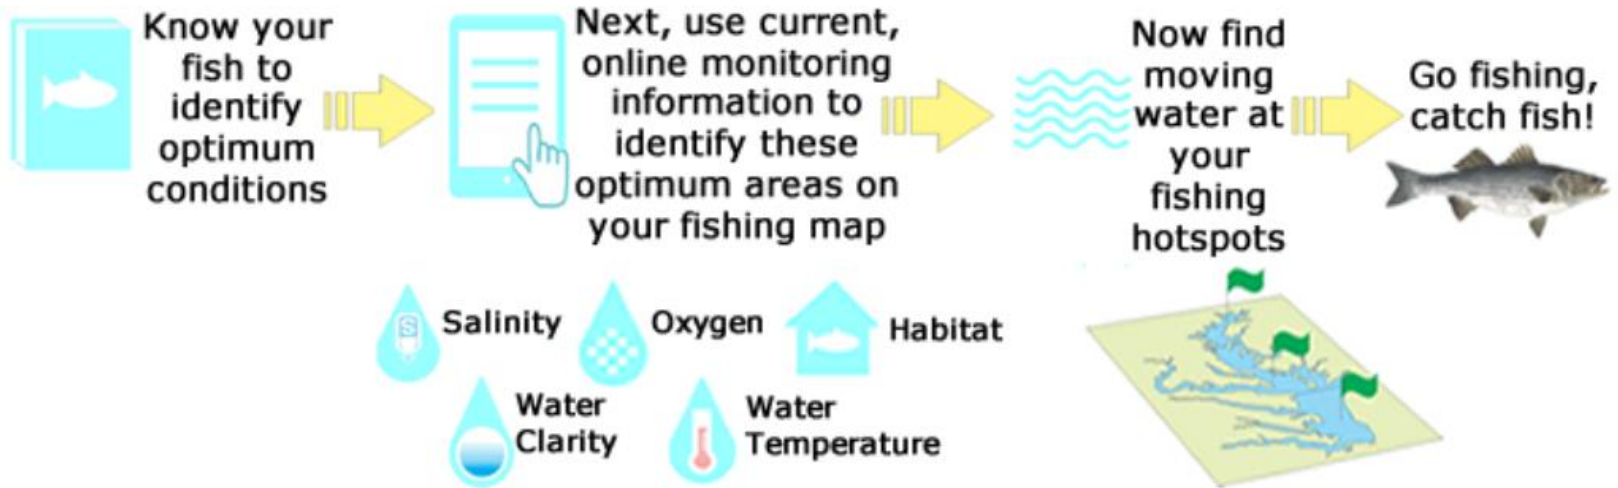 Know your
fish to
identify
optimum
conditions
Next, use current,
online monitoring
information to
identify these
optimum areas on
your fishing map
Now find
moving
water at
your
fishing
hotspots
Go fishing,
catch fish!
S
Salinity
Oxygen
Habitat
Water
Clarity
Water
Temperature